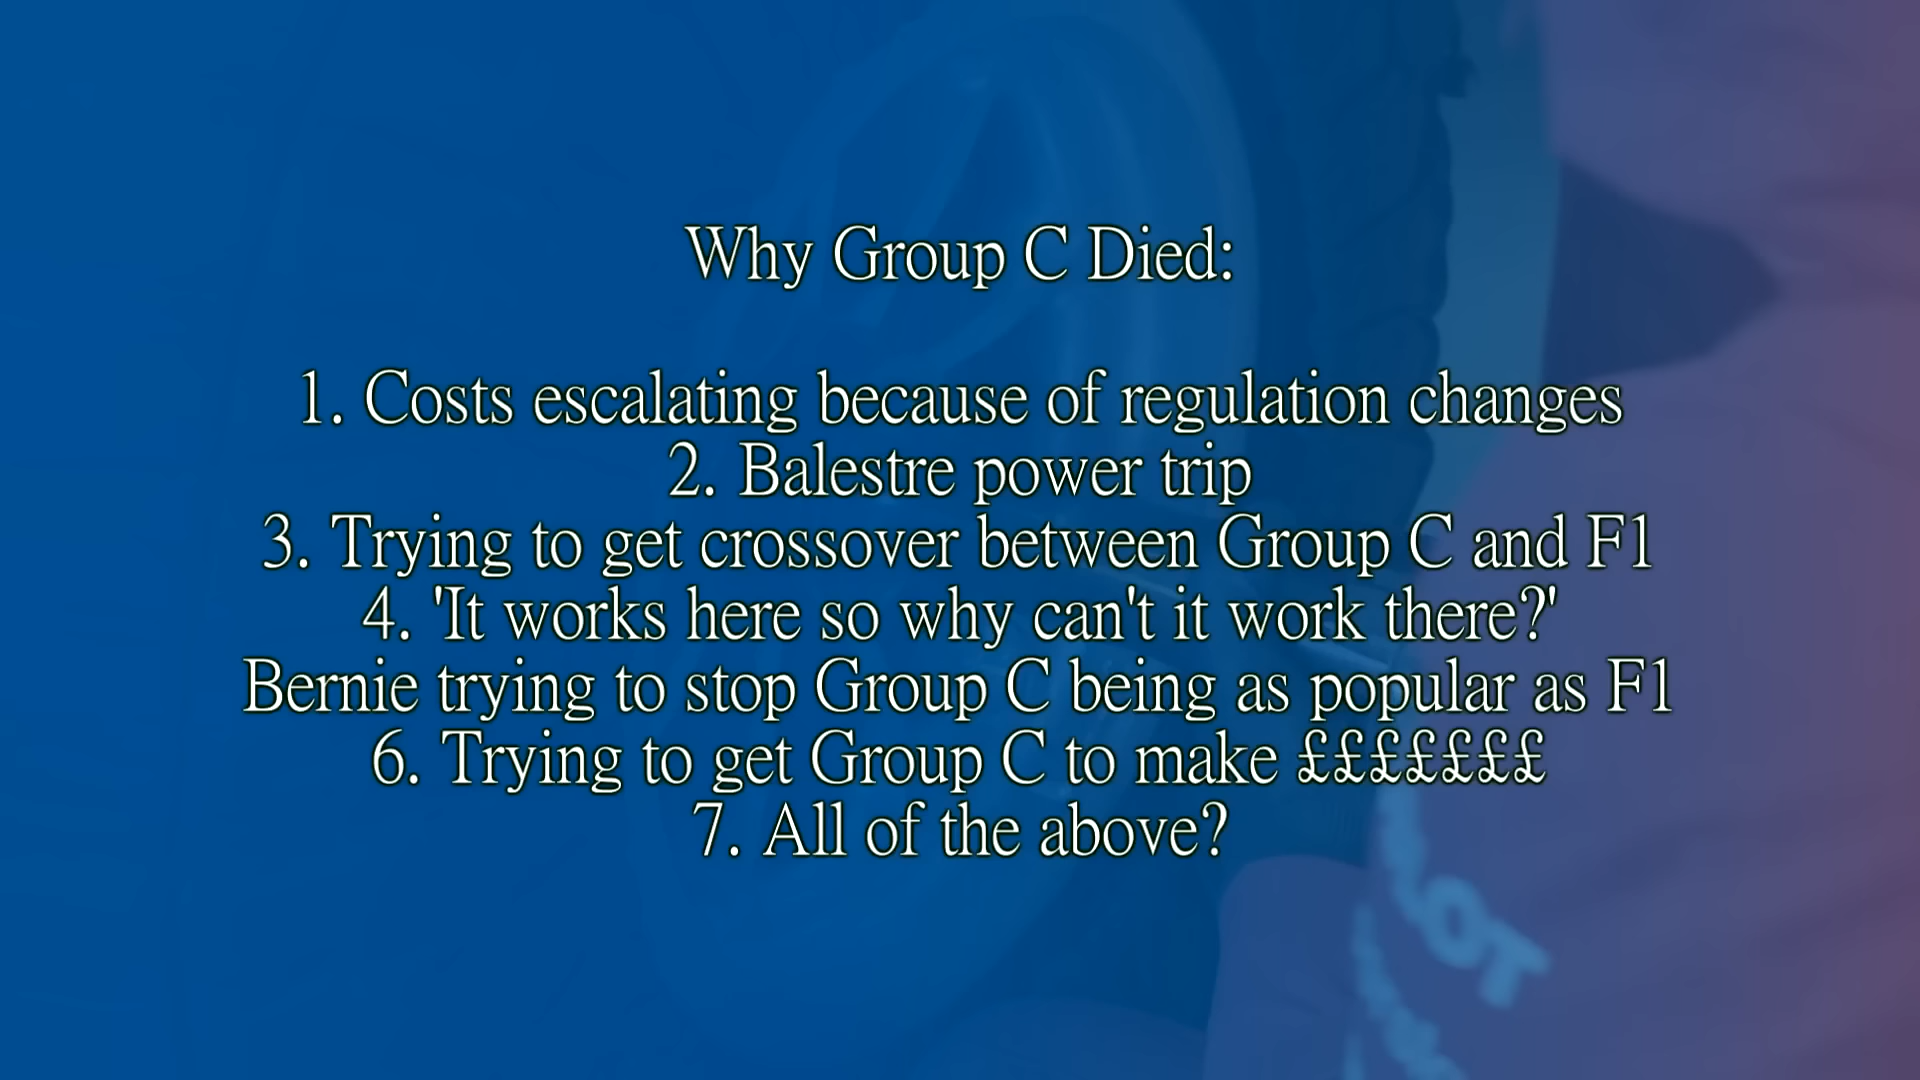 Why Group C Died:
1. Costs escalating because of regulation changes
2. Balestre power trip
3. Trying to get crossover between Group C and F1
4. 'It works here so why can't it work there?'
Bernie trying to stop Group C being as popular as F1
6. Trying to get Group C to make £££££££
7. All of the above?